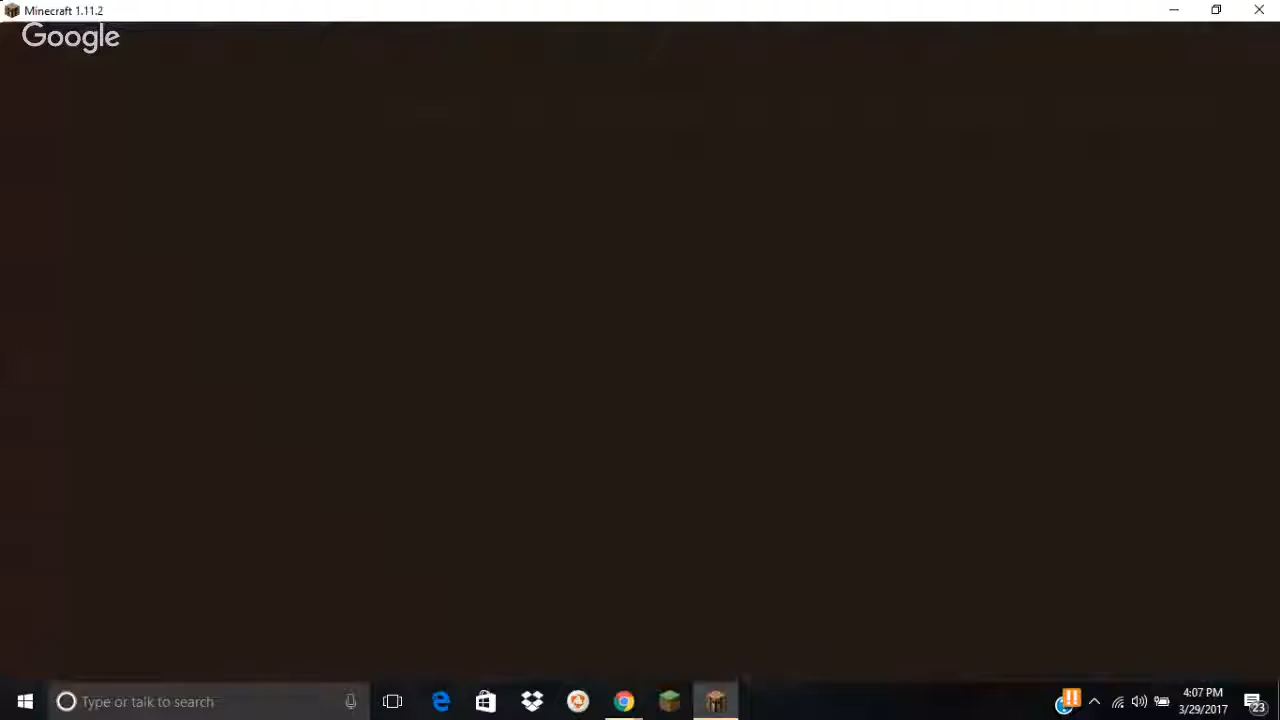 Minecraft 1.11.2
Google
Type or talk to search
4:07 PM
3/29/2017
23